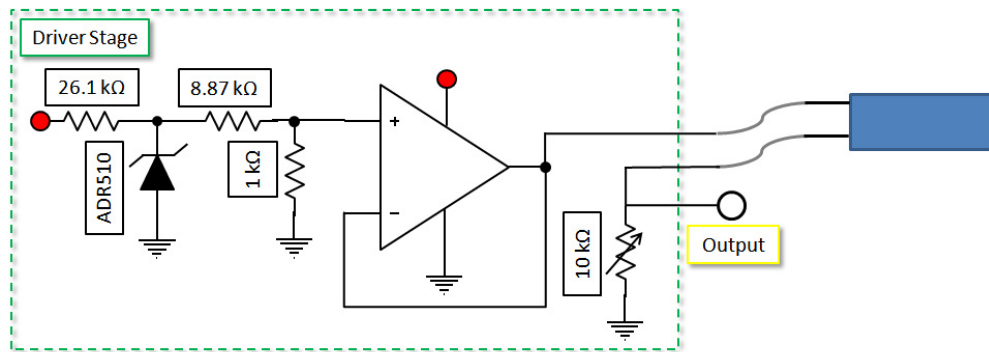 Driver Stage
26.1 kΩ
8.87 kΩ
ADR510
1 kΩ
+
−
10 kΩ
Output